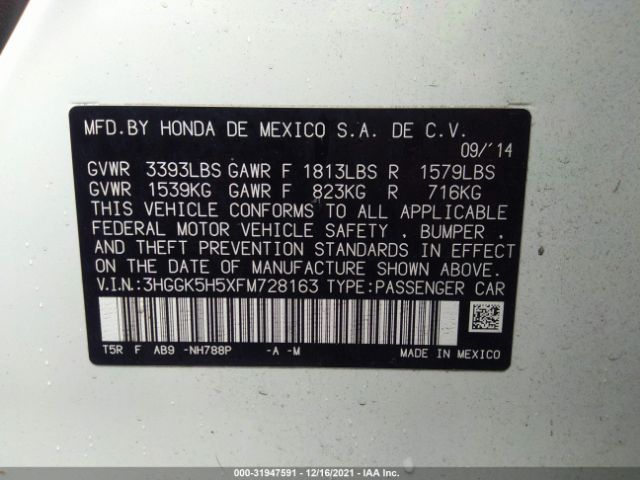 MFD.BY HONDA DE MEXICO S.A. DE C.V.
09/'14
GVWR 3393LBS GAWR F 1813LBS R 1579LBS
GVWR 1539KG GAWR F 823KG R 716KG
THIS VEHICLE CONFORMS TO ALL APPLICABLE
FEDERAL MOTOR VEHICLE SAFETY , BUMPER ,
AND THEFT PREVENTION STANDARDS IN EFFECT
ON THE DATE OF MANUFACTURE SHOWN ABOVE.
V.I.N.:3HGGK5H5XFM728163 TYPE:PASSENGER CAR
T5R F AB9 -NH788P -A -M MADE IN MEXICO
000-31947591 - 12/16/2021 - IAA Inc.